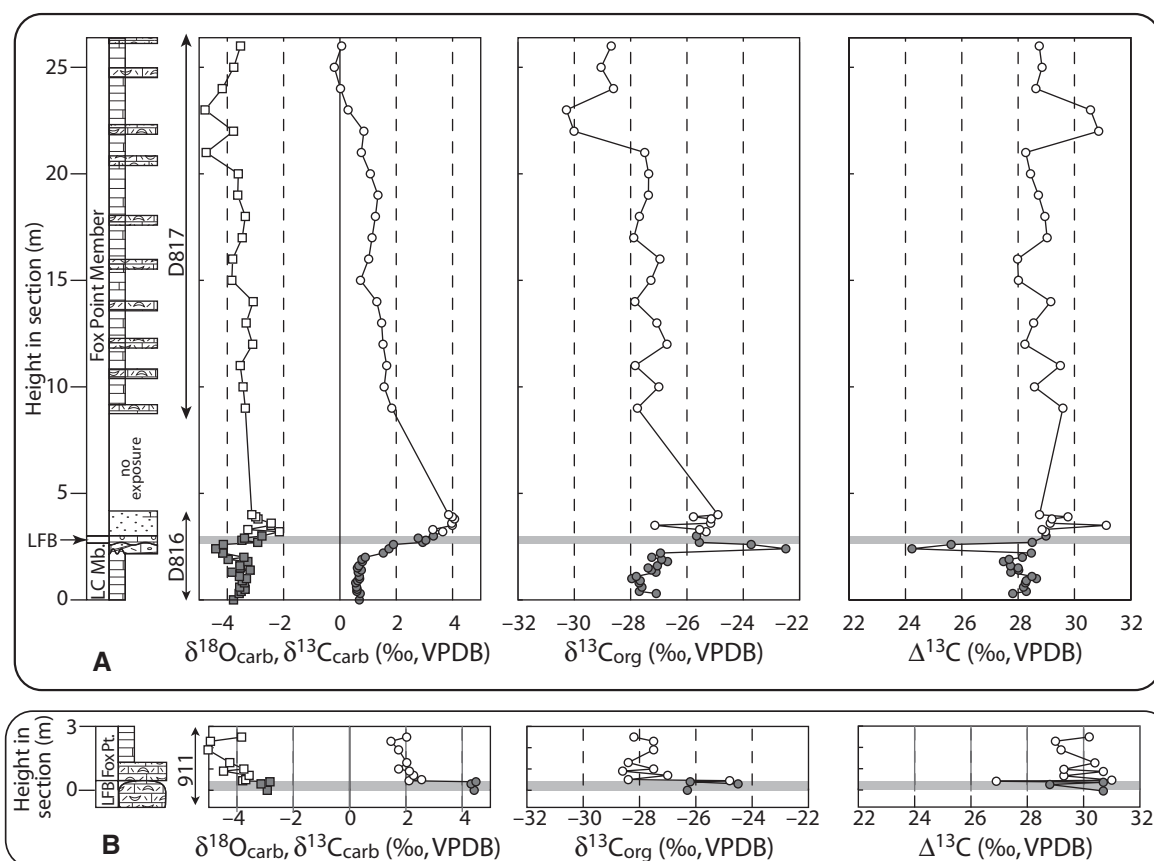 25
20
15
10
5
0
Height in section (m)
LFB
LC Mb.
Fox Point Member
no exposure
D817
D816
−4 −2 0 2 4
δ18Ocarb, δ13Ccarb (‰, VPDB)
−32 −30 −28 −26 −24 −22
δ13Corg (‰, VPDB)
22 24 26 28 30 32
Δ13C (‰, VPDB)
A
3
0
Height in
section (m)
LFB
Fox Pt.
911
−4 −2 0 2 4
δ18Ocarb, δ13Ccarb (‰, VPDB)
−32 −30 −28 −26 −24 −22
δ13Corg (‰, VPDB)
22 24 26 28 30 32
Δ13C (‰, VPDB)
B